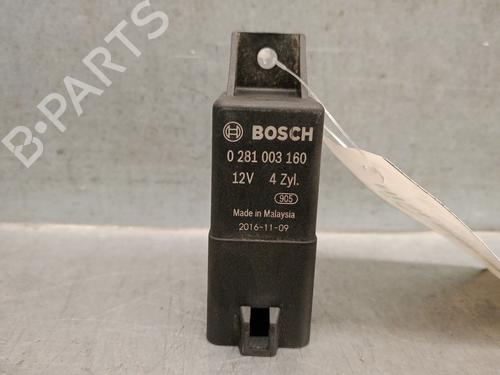 BOSCH
0 281 003 160
12V 4 Zyl.
905
Made in Malaysia
2016-11-09
B-PARTS